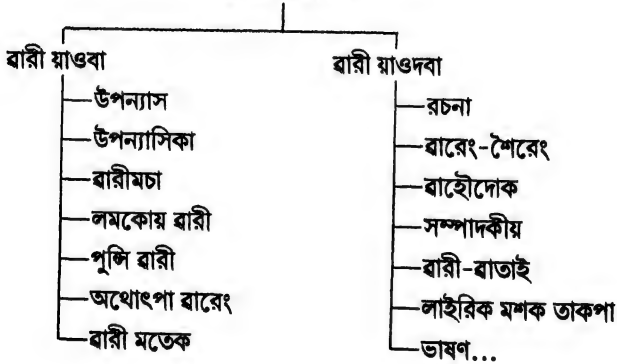 ৱারী য়াওবা
উপন্যাস
উপন্যাসিকা
ৱারীমচা
লমকোয় ৱারী
পুন্সি ৱারী
অথোৎপা ৱারেং
ৱারী মতেক
ৱারী য়াওদবা
রচনা
ৱারেং-শৈরেং
ৱাহৌদোক
সম্পাদকীয়
ৱারী-ৱাতাই
লাইরিক মশক তাকপা
ভাষণ...